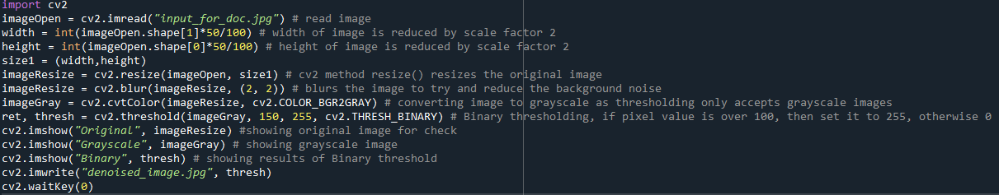 import cv2
imageOpen = cv2.imread("input_for_doc.jpg") # read image
width = int(imageOpen.shape[1]*50/100) # width of image is reduced by scale factor 2
height = int(imageOpen.shape[0]*50/100) # height of image is reduced by scale factor 2
size1 = (width,height)
imageResize = cv2.resize(imageOpen, size1) # cv2 method resize() resizes the original image
imageResize = cv2.blur(imageResize, (2, 2)) # blurs the image to try and reduce the background noise
imageGray = cv2.cvtColor(imageResize, cv2.COLOR_BGR2GRAY) # converting image to grayscale as thresholding only accepts grayscale images
ret, thresh = cv2.threshold(imageGray, 150, 255, cv2.THRESH_BINARY) # Binary thresholding, if pixel value is over 100, then set it to 255, otherwise 0
cv2.imshow("Original", imageResize) #showing original image for check
cv2.imshow("Grayscale", imageGray) # showing grayscale image
cv2.imshow("Binary", thresh) # showing results of Binary threshold
cv2.imwrite("denoised_image.jpg", thresh)
cv2.waitKey(0)